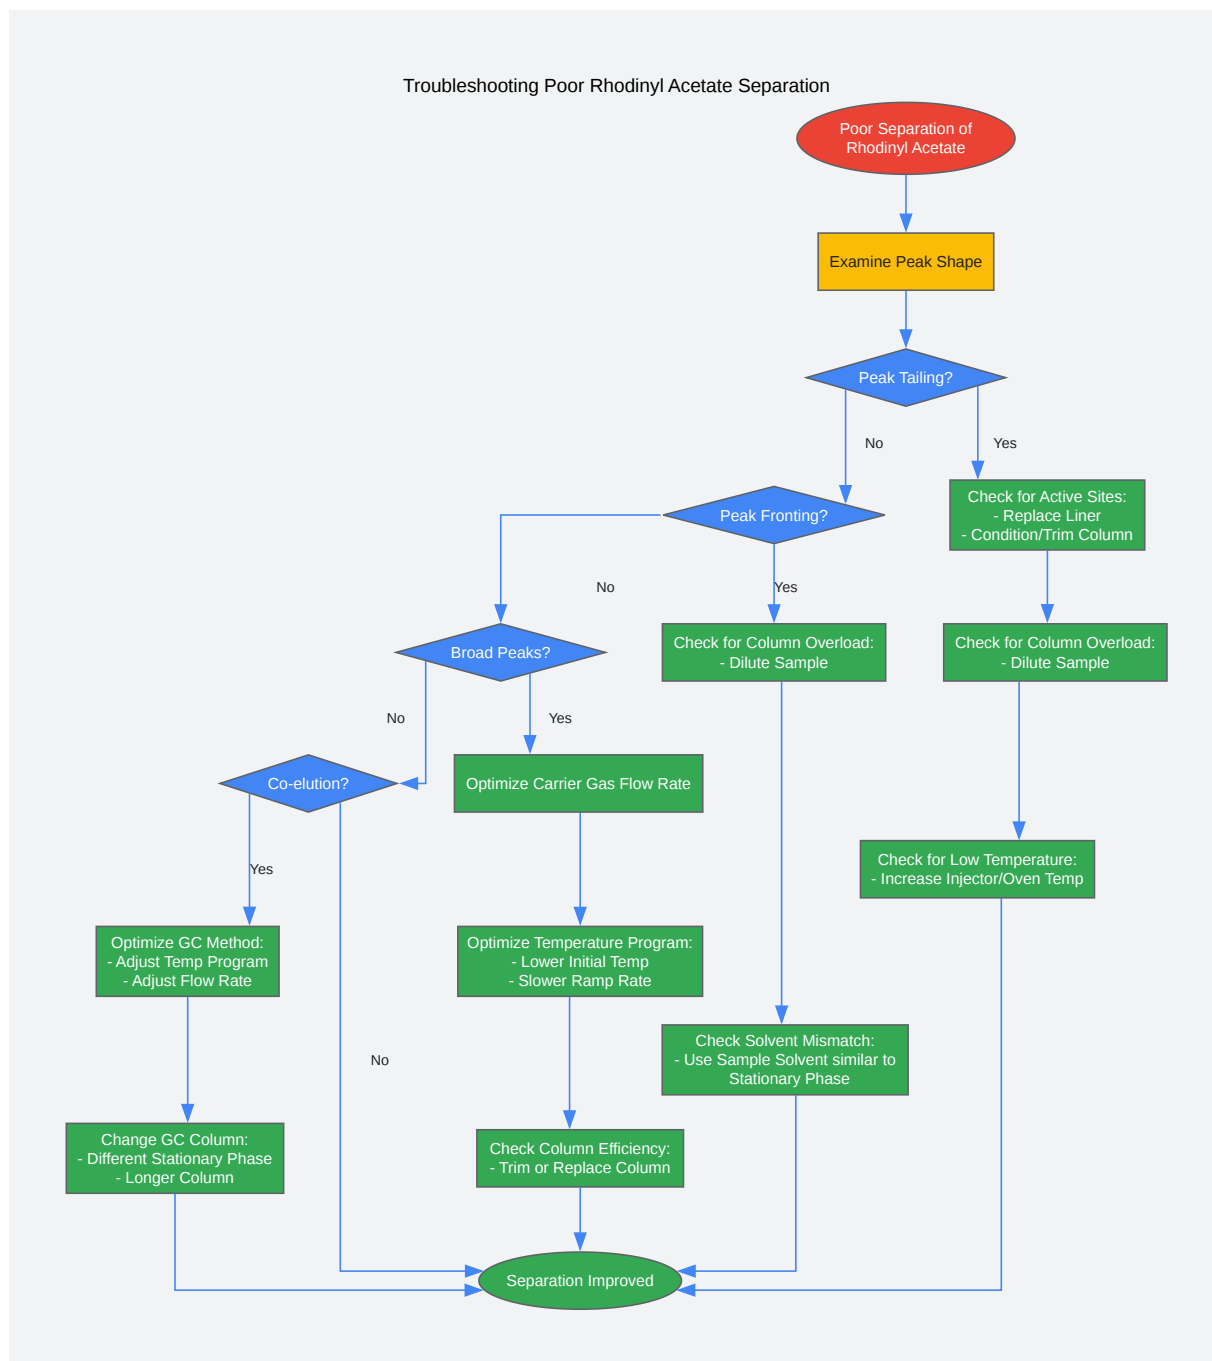 Troubleshooting Poor Rhodinyl Acetate Separation
Poor Separation of
Rhodinyl Acetate
Examine Peak Shape
Peak Tailing?
No
Yes
Peak Fronting?
Check for Active Sites:
- Replace Liner
- Condition/Trim Column
No
Yes
Broad Peaks?
Check for Column Overload:
- Dilute Sample
Check for Column Overload:
- Dilute Sample
No
Yes
Co-elution?
Optimize Carrier Gas Flow Rate
Yes
Check for Low Temperature:
- Increase Injector/Oven Temp
Optimize GC Method:
- Adjust Temp Program
- Adjust Flow Rate
Optimize Temperature Program:
- Lower Initial Temp
- Slower Ramp Rate
No
Check Solvent Mismatch:
- Use Sample Solvent similar to
Stationary Phase
Change GC Column:
- Different Stationary Phase
- Longer Column
Check Column Efficiency:
- Trim or Replace Column
Separation Improved